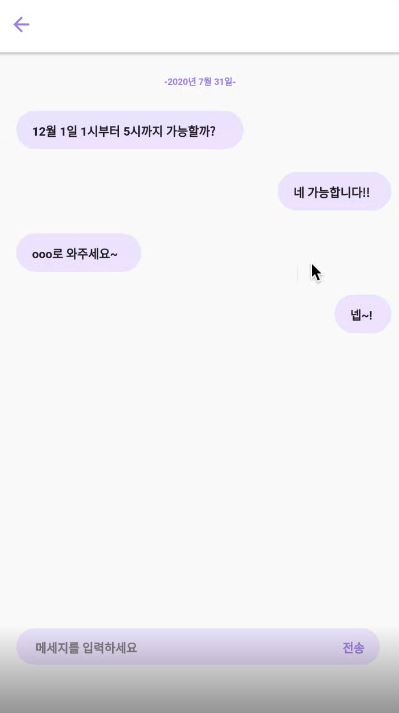 -2020년 7월 31일-
12월 1일 1시부터 5시까지 가능할까?
네 가능합니다!!
ooo로 와주세요~
넵~!
메세지를 입력하세요 전송